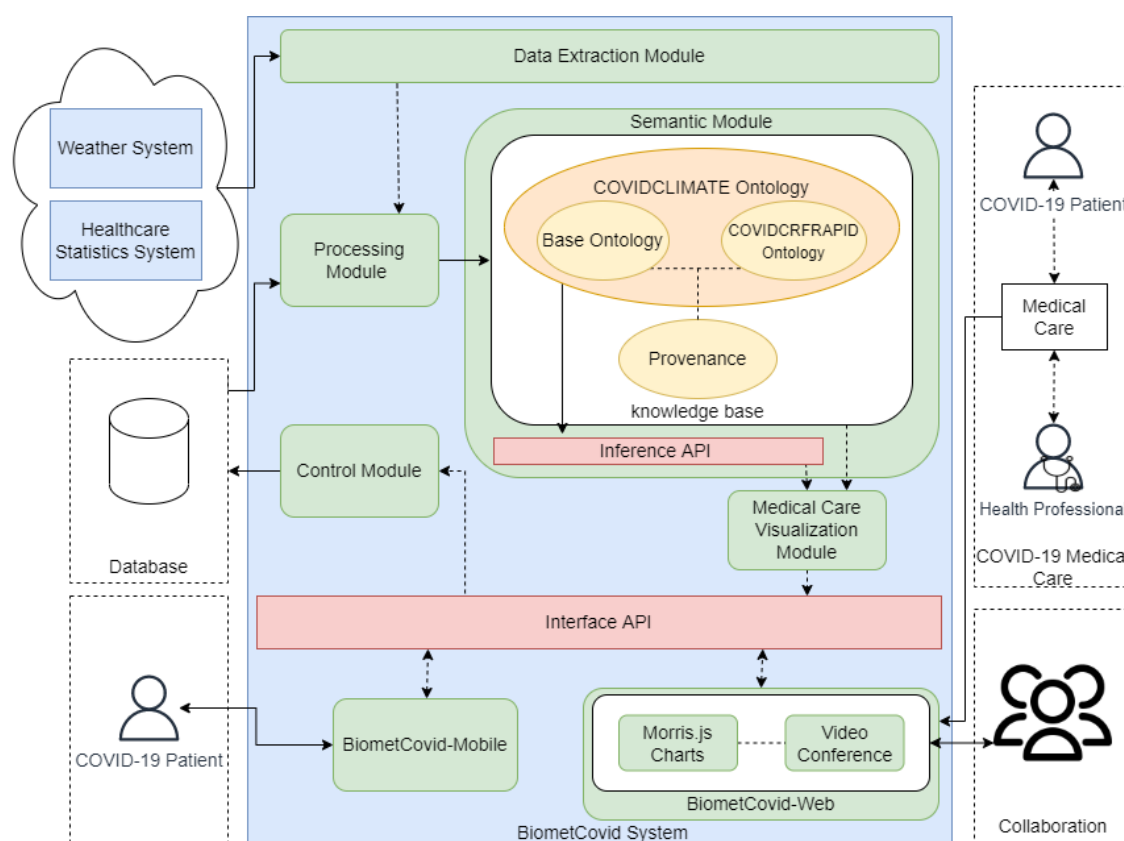 Data Extraction Module
Weather System
Healthcare
Statistics System
Semantic Module
COVIDCLIMATE Ontology
Base Ontology
COVIDCRFRAPID
Ontology
Provenance
knowledge base
Inference API
Processing
Module
COVID-19 Patient
Medical
Care
Health Professional
COVID-19 Medical
Care
Control Module
Database
Medical Care
Visualization
Module
Interface API
COVID-19 Patient
BiometCovid-Mobile
Morris.js
Charts
Video
Conference
BiometCovid-Web
BiometCovid System
Collaboration